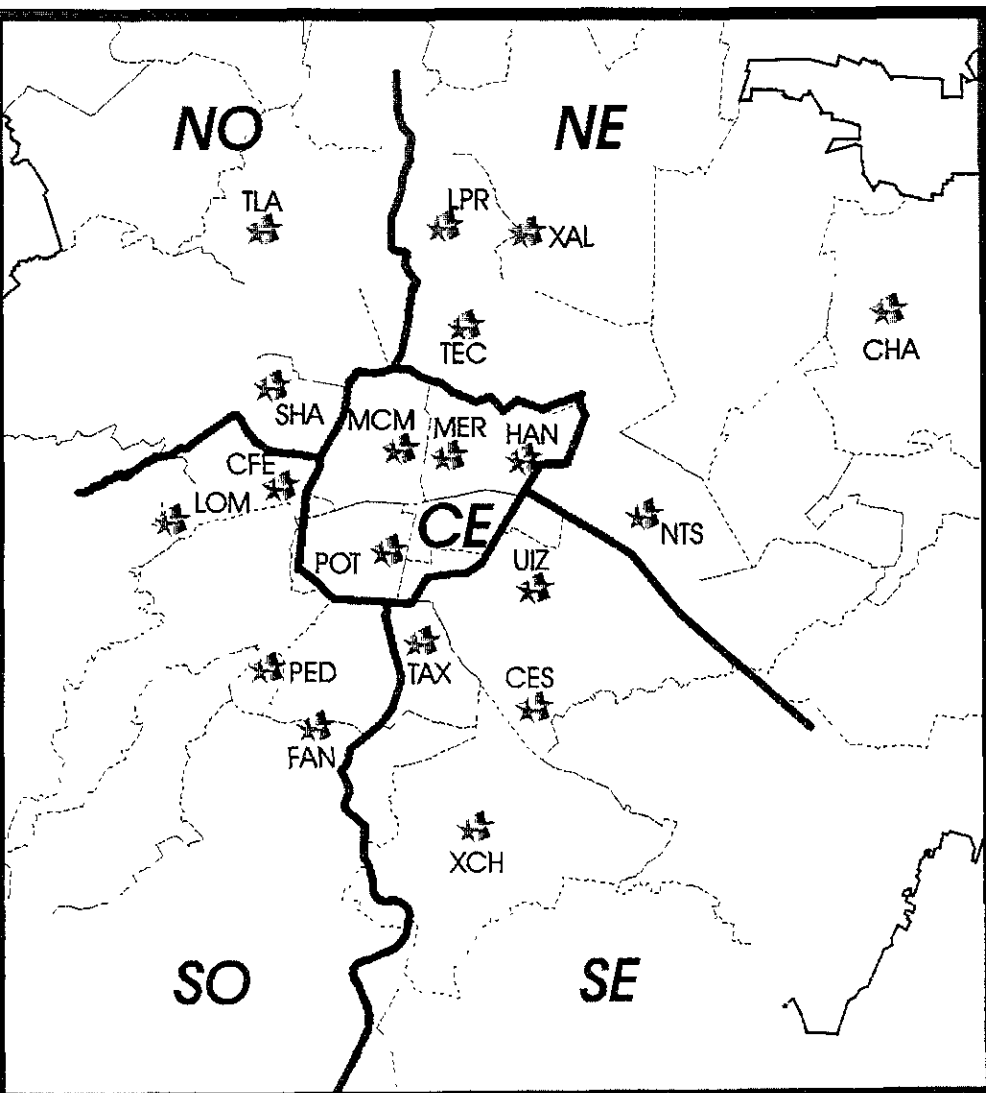 NO
NE
TLA
LPR
XAL
TEC
CHA
SHA
MCM
MER
HAN
CFE
LOM
CE
NTS
POT
UIZ
PED
TAX
CES
FAN
XCH
SO
SE